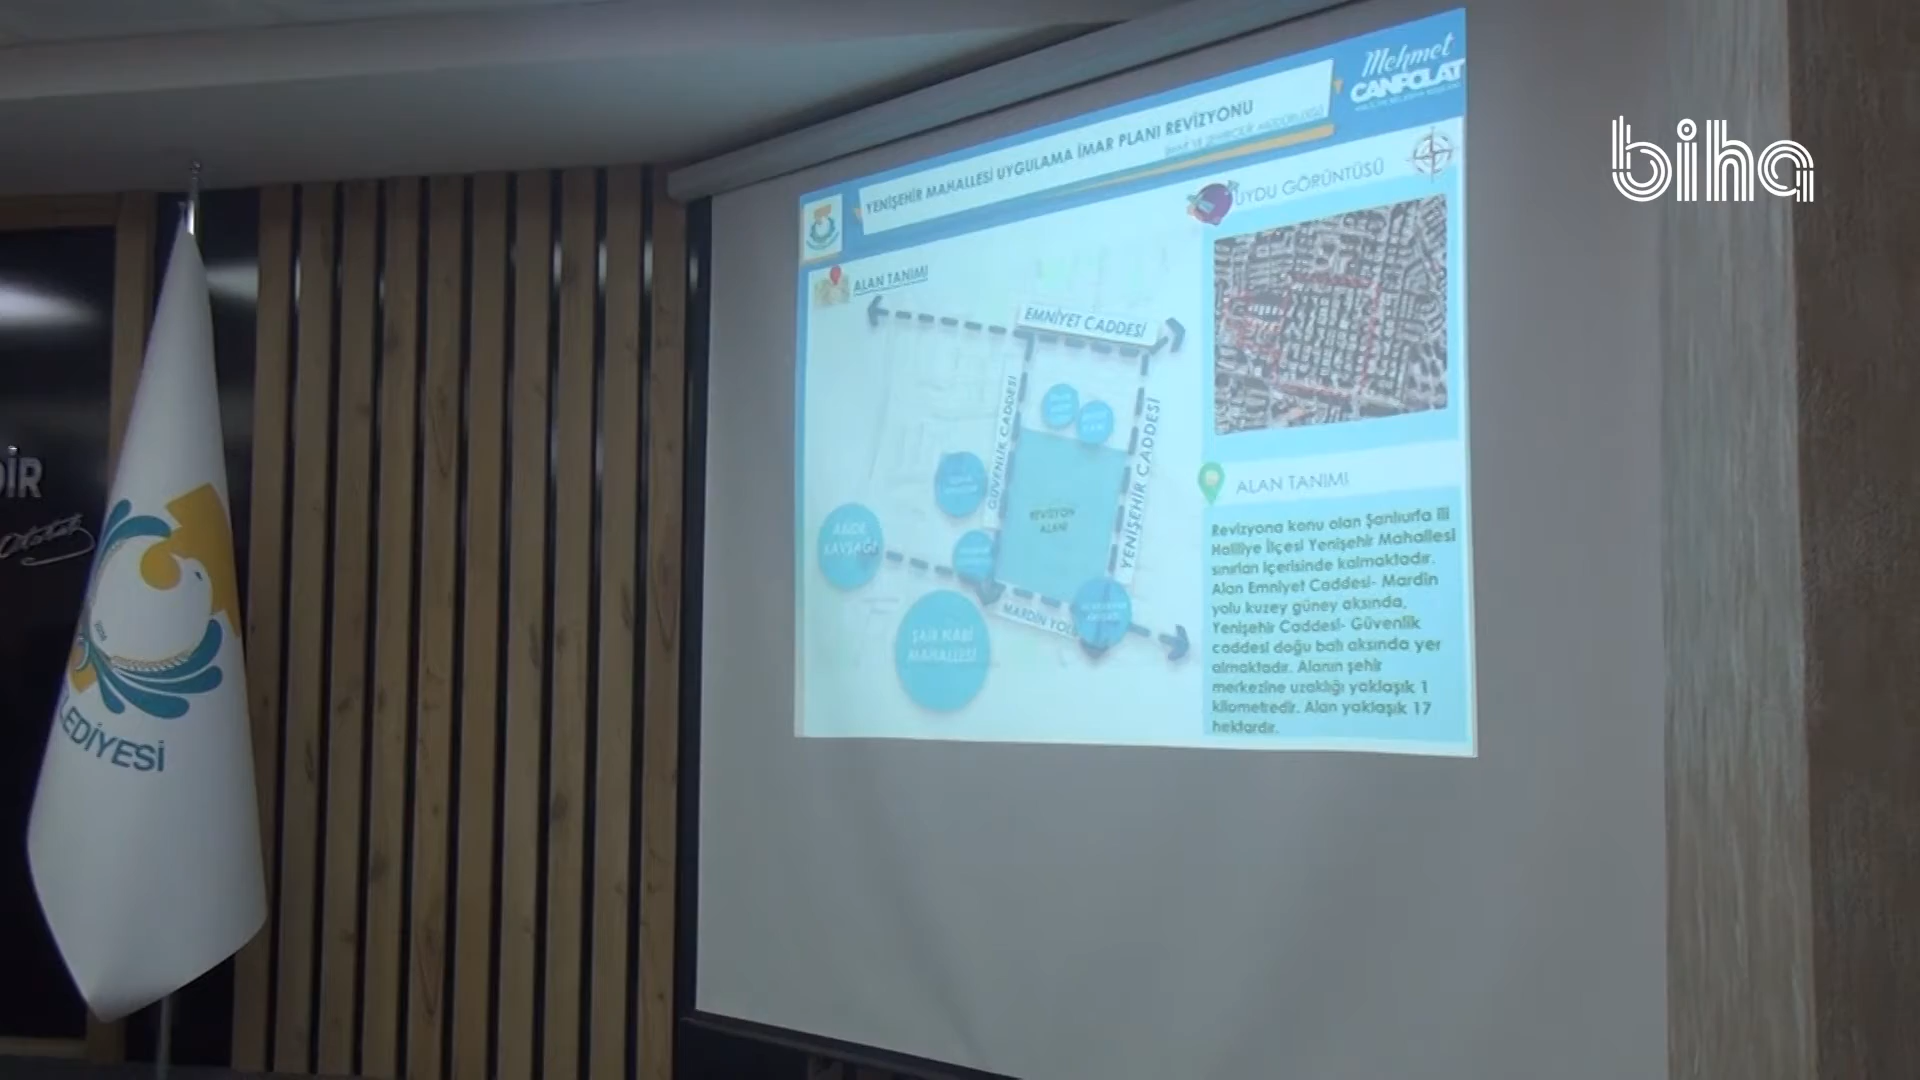 biha
Mehmet
CANPOLAT
YENİŞEHİR MAHALLESİ UYGULAMA İMAR PLANI REVİZYONU
UYDU GÖRÜNTÜSÜ
ALAN TANIMI
EMNİYET CADDESİ
GÜVENLİK CADDESİ
YENİŞEHİR CADDESİ
REVİZYON
ALANI
ABİDE
KAVŞAĞI
MARDİN YOLU
ŞAİR NABİ
MAHALLESİ
ALAN TANIMI
Revizyona konu olan Şanlıurfa ili
Haliliye İlçesi Yenişehir Mahallesi
sınırları içerisinde kalmaktadır.
Alan Emniyet Caddesi- Mardin
yolu kuzey güney aksında,
Yenişehir Caddesi- Güvenlik
caddesi doğu batı aksında yer
almaktadır. Alanın şehir
merkezine uzaklığı yaklaşık 1
kilometredir. Alan yaklaşık 17
hektardır.
DİR
LEDİYESİ